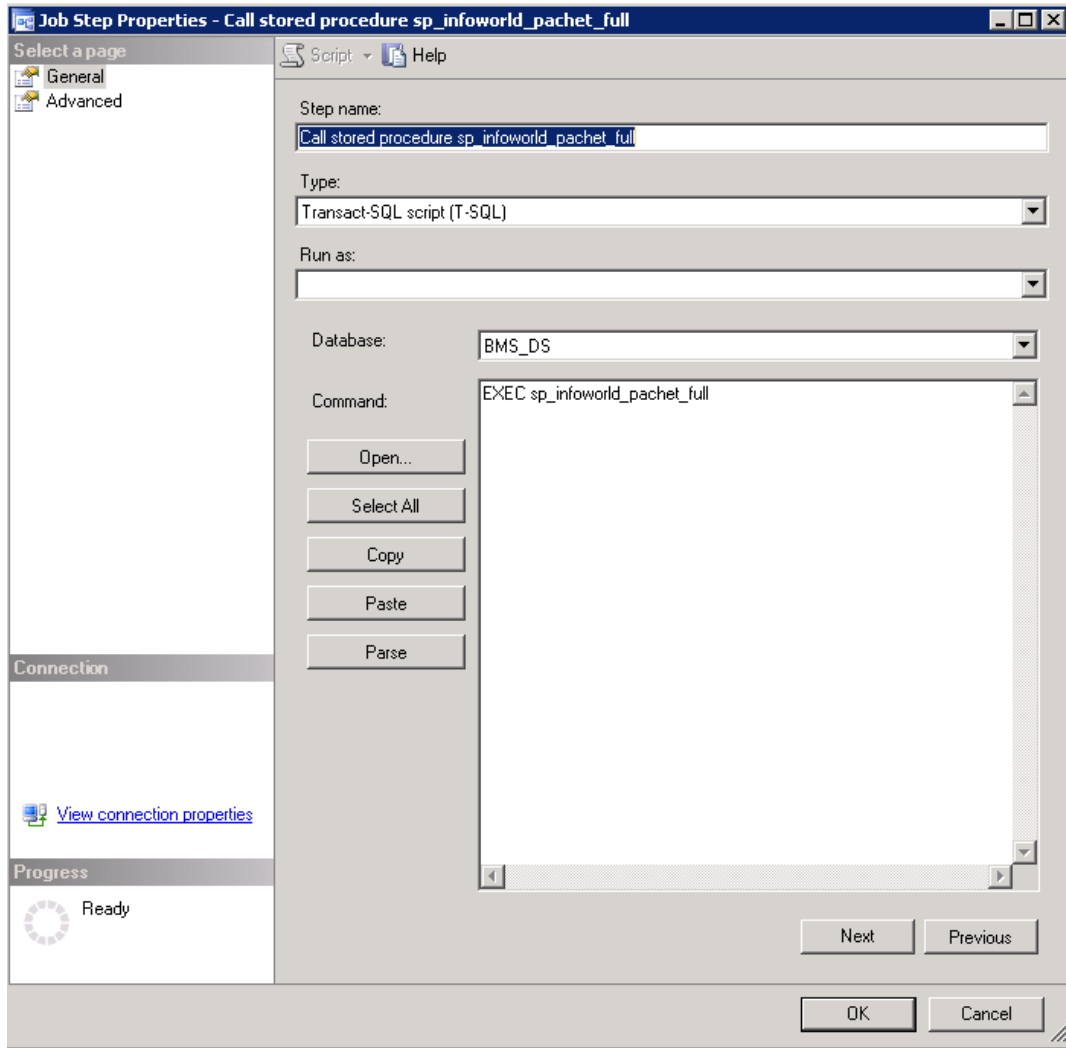 Job Step Properties - Call stored procedure sp_infoworld_pachet_full
Select a page
General
Advanced
Script
Help
Step name:
Call stored procedure sp_infoworld_pachet_full
Type:
Transact-SQL script (T-SQL)
Run as:
Database:
BMS_DS
Command:
EXEC sp_infoworld_pachet_full
Open...
Select All
Copy
Paste
Parse
Connection
View connection properties
Progress
Ready
Next
Previous
OK
Cancel